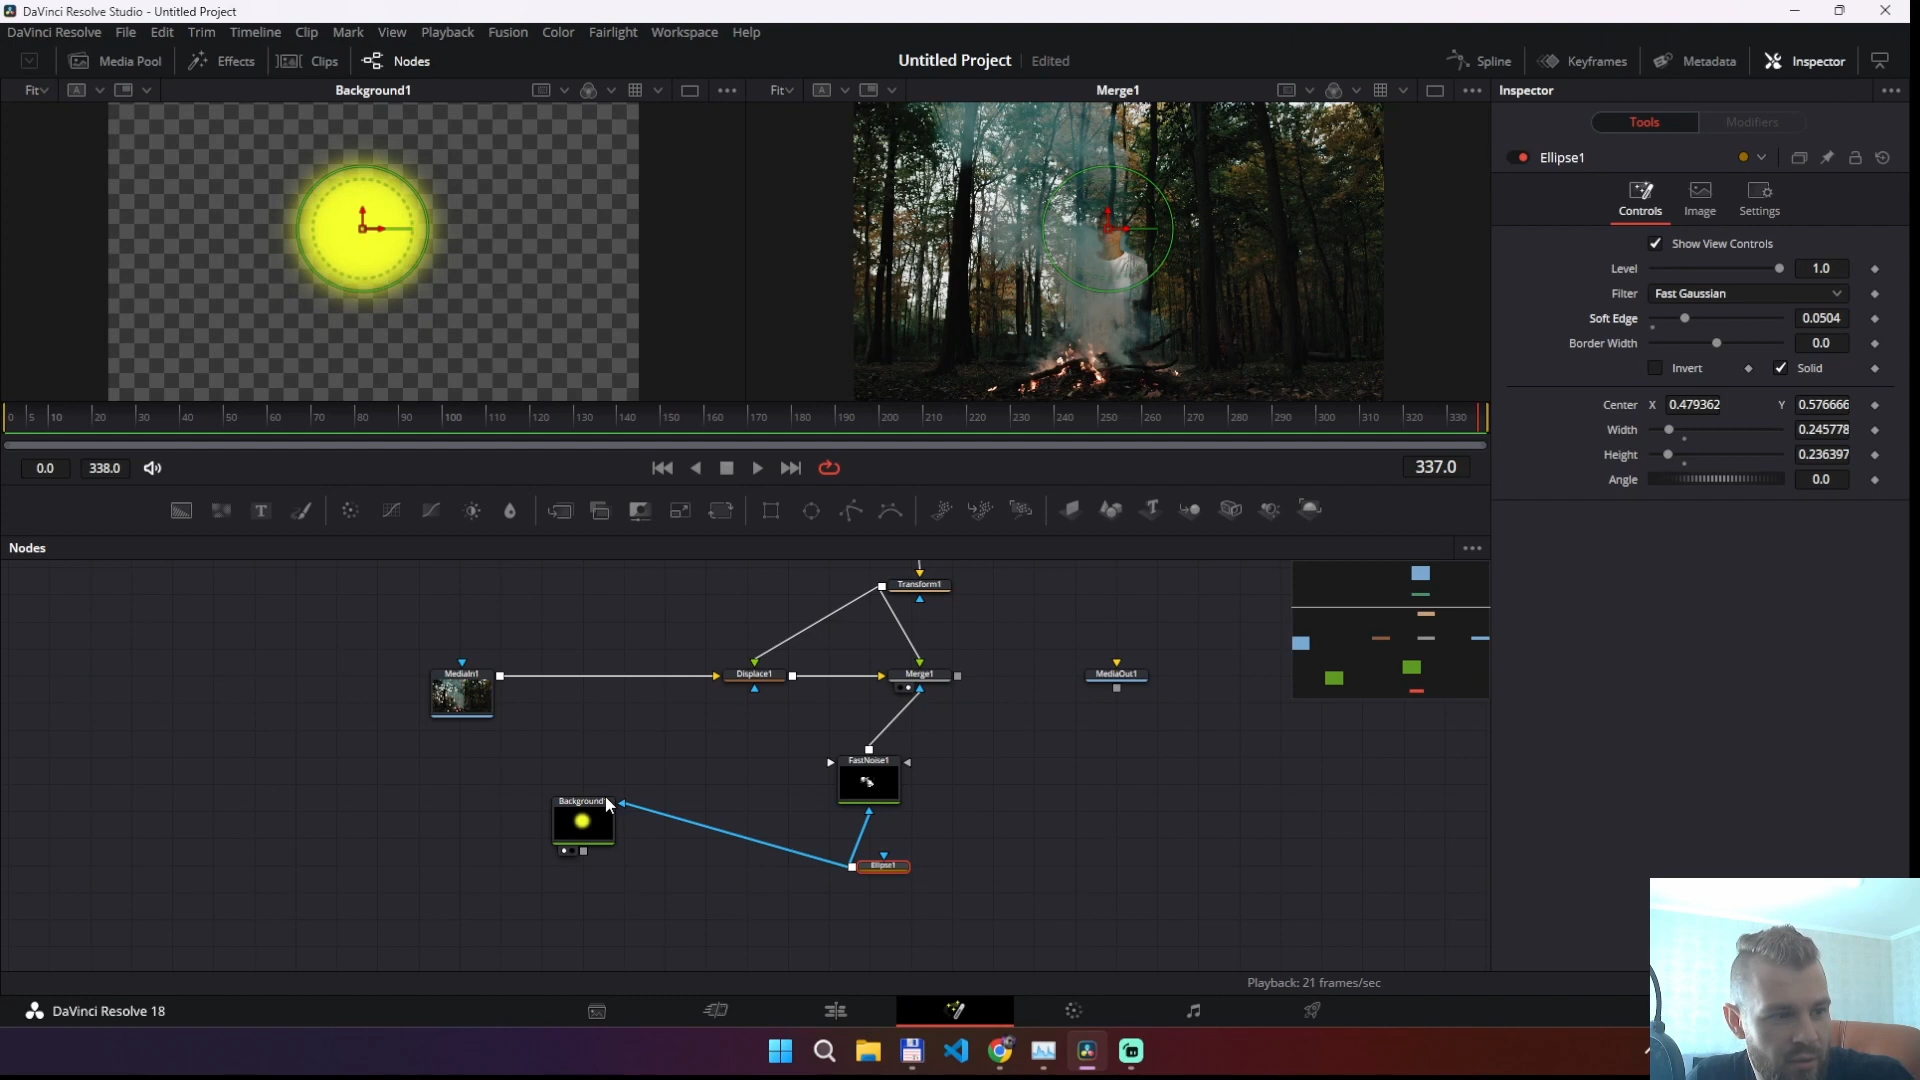 DaVinci Resolve Studio - Untitled Project
DaVinci Resolve File Edit Trim Timeline Clip Mark View Playback Fusion Color Fairlight Workspace Help
Media Pool Effects Clips Nodes Untitled Project Edited Spline Keyframes Metadata Inspector
Fit A Background1 Fit A Merge1 Inspector
Tools Modifiers
Ellipse1
Controls Image Settings
Show View Controls
Level 1.0
Filter Fast Gaussian
Soft Edge 0.0504
Border Width 0.0
Invert Solid
Center X 0.479362 Y 0.576666
Width 0.245778
Height 0.236397
Angle 0.0
0 5 10 20 30 40 50 60 70 80 90 100 110 120 130 140 150 160 170 180 190 200 210 220 230 240 250 260 270 280 290 300 310 320 330
0.0 338.0 337.0
Nodes
Transform1
MediaIn1 Displace1 Merge1 MediaOut1
FastNoise1
Background
Ellipse1
Playback: 21 frames/sec
DaVinci Resolve 18